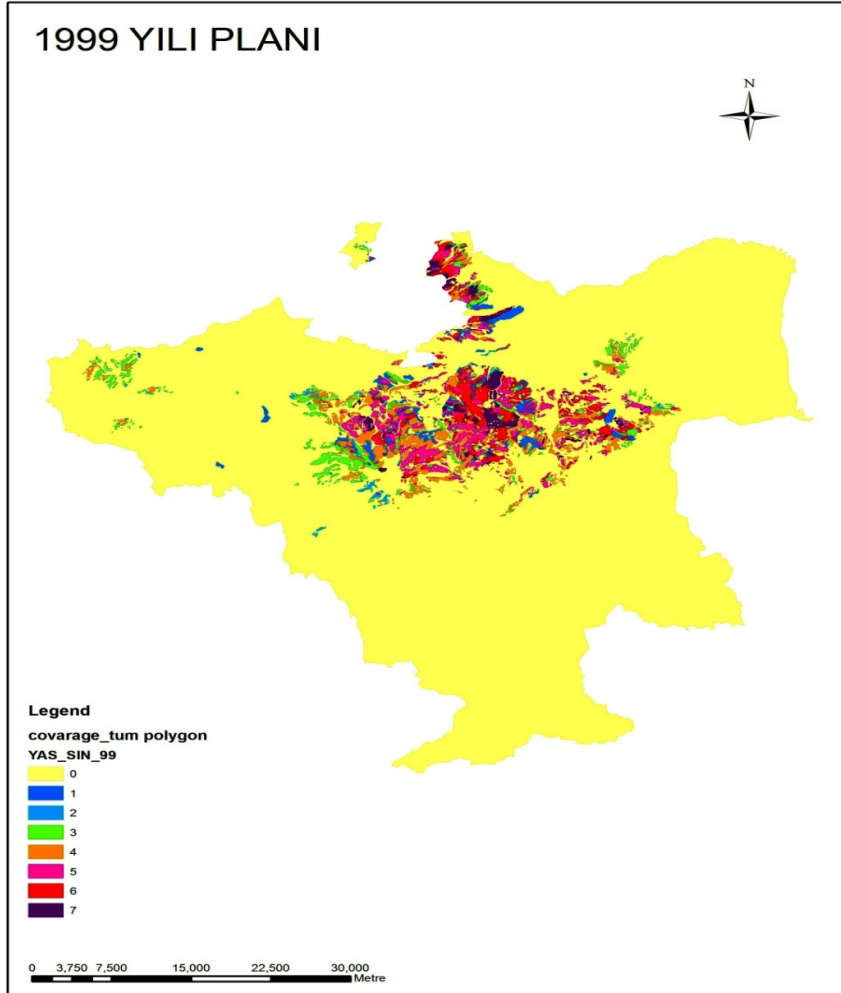 1999 YILI PLANI
N
Legend
covarage_tum polygon
YAS_SIN_99
0
1
2
3
4
5
6
7
0 3,750 7,500 15,000 22,500 30,000
Metre